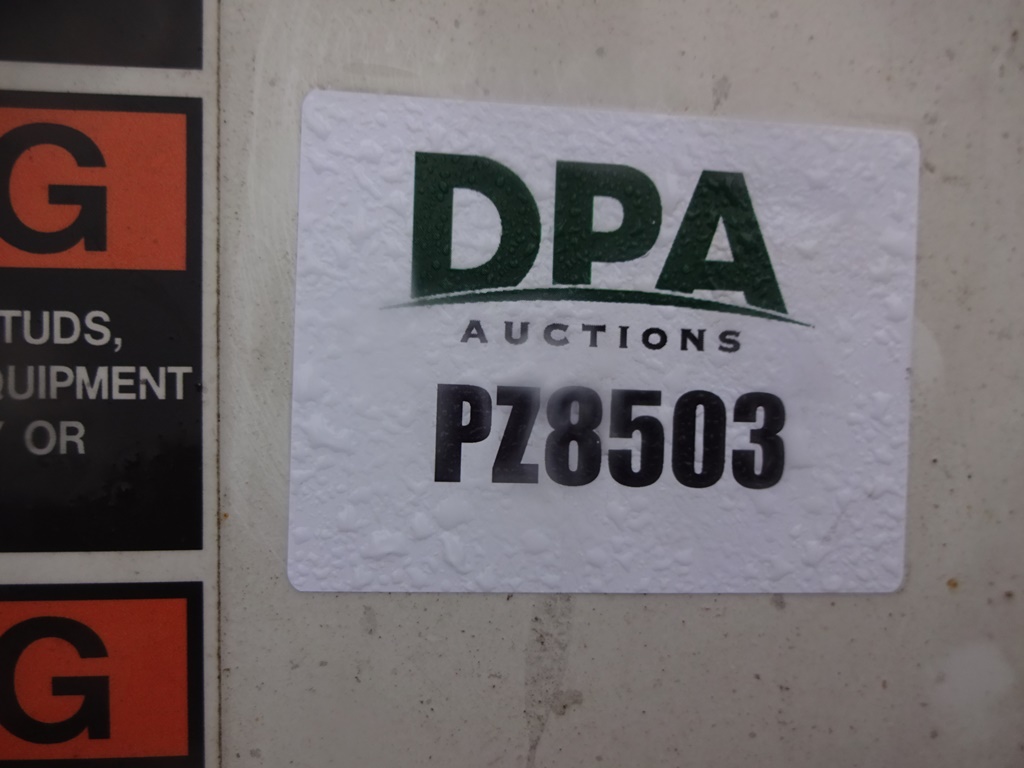 G
TUDS,
QUIPMENT
OR
G
DPA
AUCTIONS
PZ8503